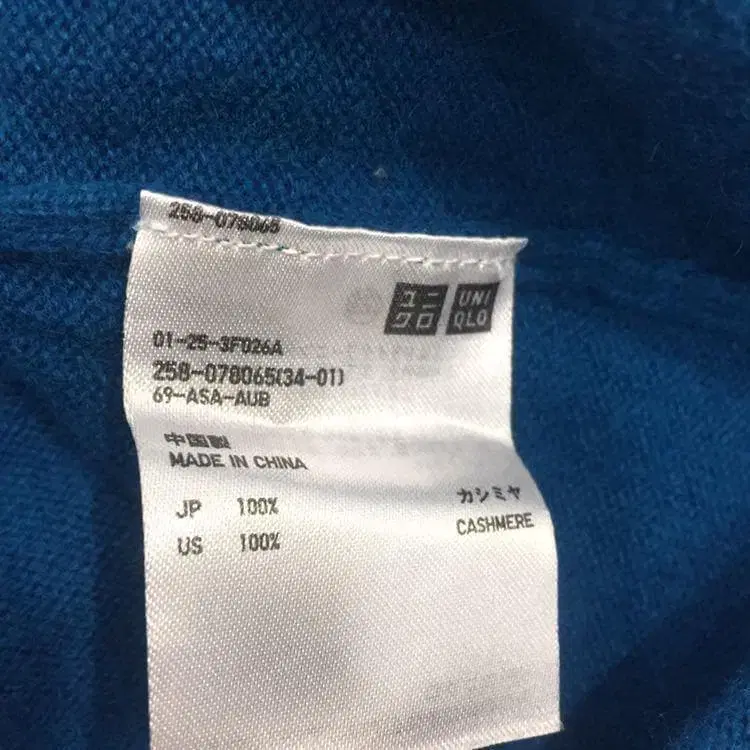 258-078065
ユニ UNI
クロ QLO
01-25-3F026A
258-078065(34-01)
69-ASA-AUB
中国製
MADE IN CHINA
JP 100% カシミヤ
US 100% CASHMERE